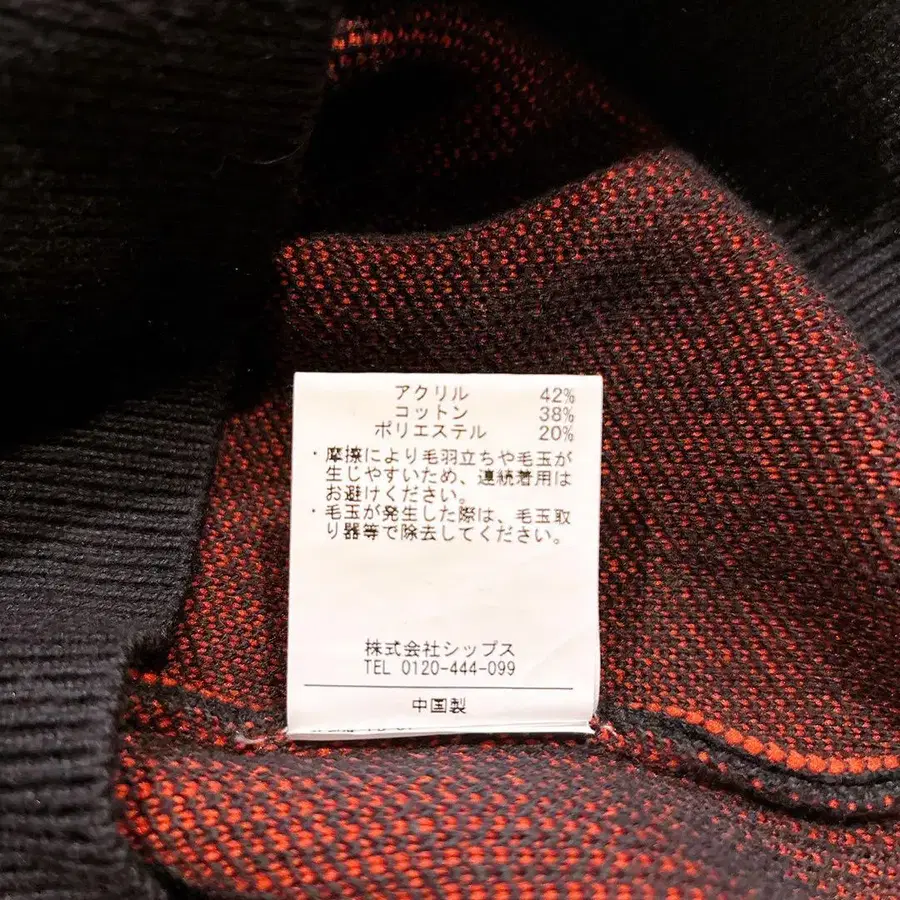 アクリル 42%
コットン 38%
ポリエステル 20%
・摩擦により毛羽立ちや毛玉が
生じやすいため、連続着用は
お避けください。
・毛玉が発生した際は、毛玉取
り器等で除去してください。
株式会社シップス
TEL 0120-444-099
中国製